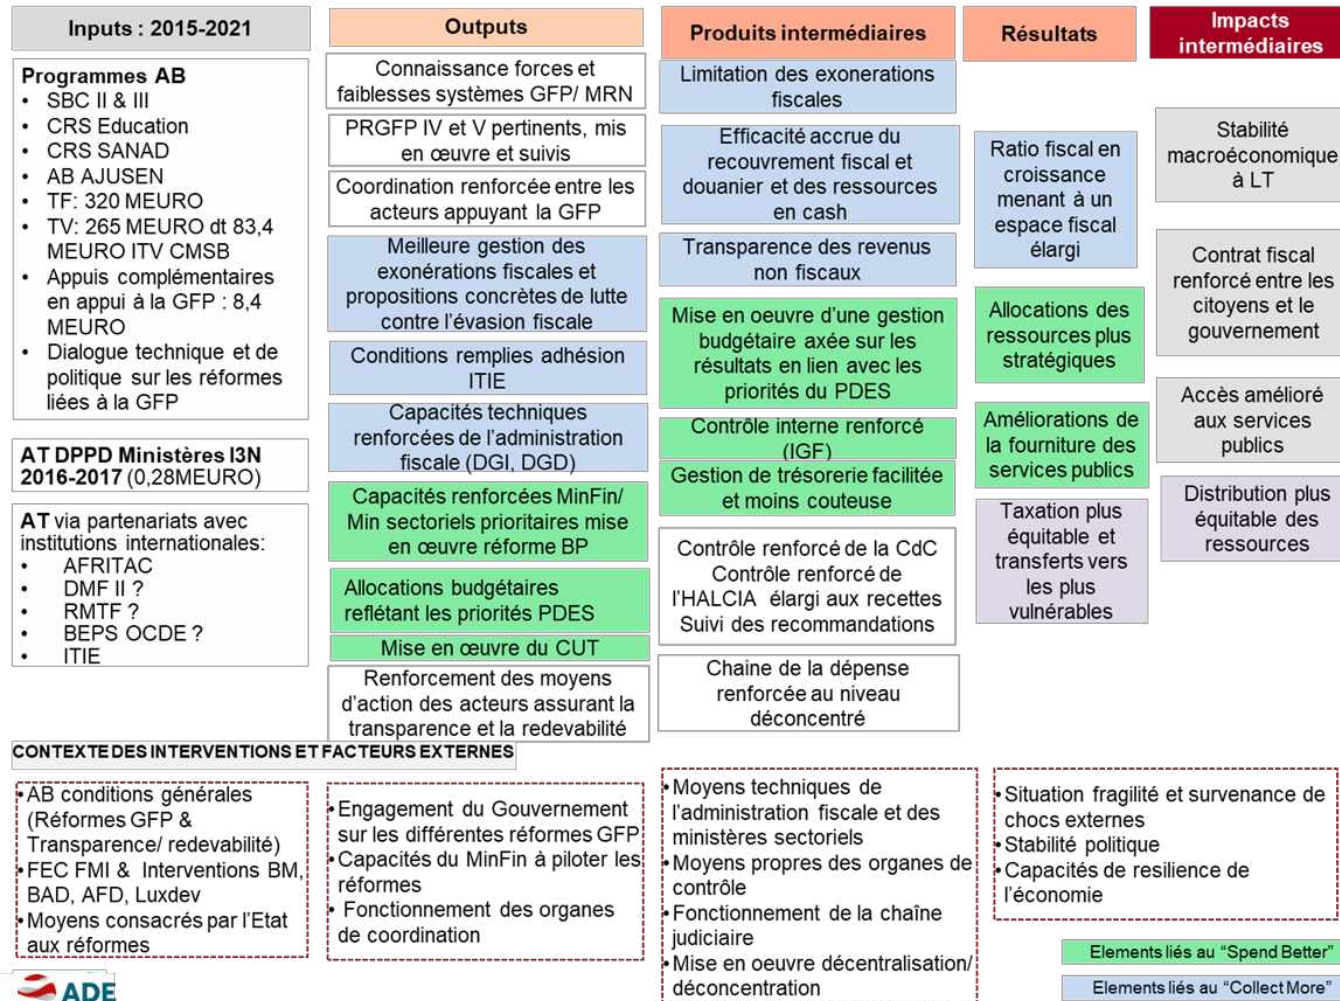 Inputs : 2015-2021
Programmes AB
• SBC II & III
• CRS Education
• CRS SANAD
• AB AJUSEN
• TF: 320 MEURO
• TV: 265 MEURO dt 83,4
MEURO ITV CMSB
• Appuis complémentaires
en appui à la GFP : 8,4
MEURO
• Dialogue technique et de
politique sur les réformes
liées à la GFP
AT DPPD Ministères I3N
2016-2017 (0,28MEURO)
AT via partenariats avec
institutions internationales:
• AFRITAC
• DMF II ?
• RMTF ?
• BEPS OCDE ?
• ITIE
Outputs
Connaissance forces et
faiblesses systèmes GFP/ MRN
PRGFP IV et V pertinents, mis
en œuvre et suivis
Coordination renforcée entre les
acteurs appuyant la GFP
Meilleure gestion des
exonérations fiscales et
propositions concrètes de lutte
contre l’évasion fiscale
Conditions remplies adhésion
ITIE
Capacités techniques
renforcées de l’administration
fiscale (DGI, DGD)
Capacités renforcées MinFin/
Min sectoriels prioritaires mise
en œuvre réforme BP
Allocations budgétaires
reflétant les priorités PDES
Mise en œuvre du CUT
Renforcement des moyens
d’action des acteurs assurant la
transparence et la redevabilité
Produits intermédiaires
Limitation des exonerations
fiscales
Efficacité accrue du
recouvrement fiscal et
douanier et des ressources
en cash
Transparence des revenus
non fiscaux
Mise en oeuvre d’une gestion
budgétaire axée sur les
résultats en lien avec les
priorités du PDES
Contrôle interne renforcé
(IGF)
Gestion de trésorerie facilitée
et moins couteuse
Contrôle renforcé de la CdC
Contrôle renforcé de
l’HALCIA élargi aux recettes
Suivi des recommandations
Chaine de la dépense
renforcée au niveau
déconcentré
Résultats
Ratio fiscal en
croissance
menant à un
espace fiscal
élargi
Allocations des
ressources plus
stratégiques
Améliorations de
la fourniture des
services publics
Taxation plus
équitable et
transferts vers
les plus
vulnérables
Impacts
intermédiaires
Stabilité
macroéconomique
à LT
Contrat fiscal
renforcé entre les
citoyens et le
gouvernement
Accès amélioré
aux services
publics
Distribution plus
équitable des
ressources
CONTEXTE DES INTERVENTIONS ET FACTEURS EXTERNES
• AB conditions générales
(Réformes GFP &
Transparence/ redevabilité)
• FEC FMI & Interventions BM,
BAD, AFD, Luxdev
• Moyens consacrés par l’Etat
aux réformes
• Engagement du Gouvernement
sur les différentes réformes GFP
• Capacités du MinFin à piloter les
réformes
• Fonctionnement des organes
de coordination
• Moyens techniques de
l’administration fiscale et des
ministères sectoriels
• Moyens propres des organes de
contrôle
• Fonctionnement de la chaîne
judiciaire
• Mise en oeuvre décentralisation/
déconcentration
• Situation fragilité et survenance de
chocs externes
• Stabilité politique
• Capacités de resilience de
l’économie
Elements liés au “Spend Better”
Elements liés au “Collect More”
ADE